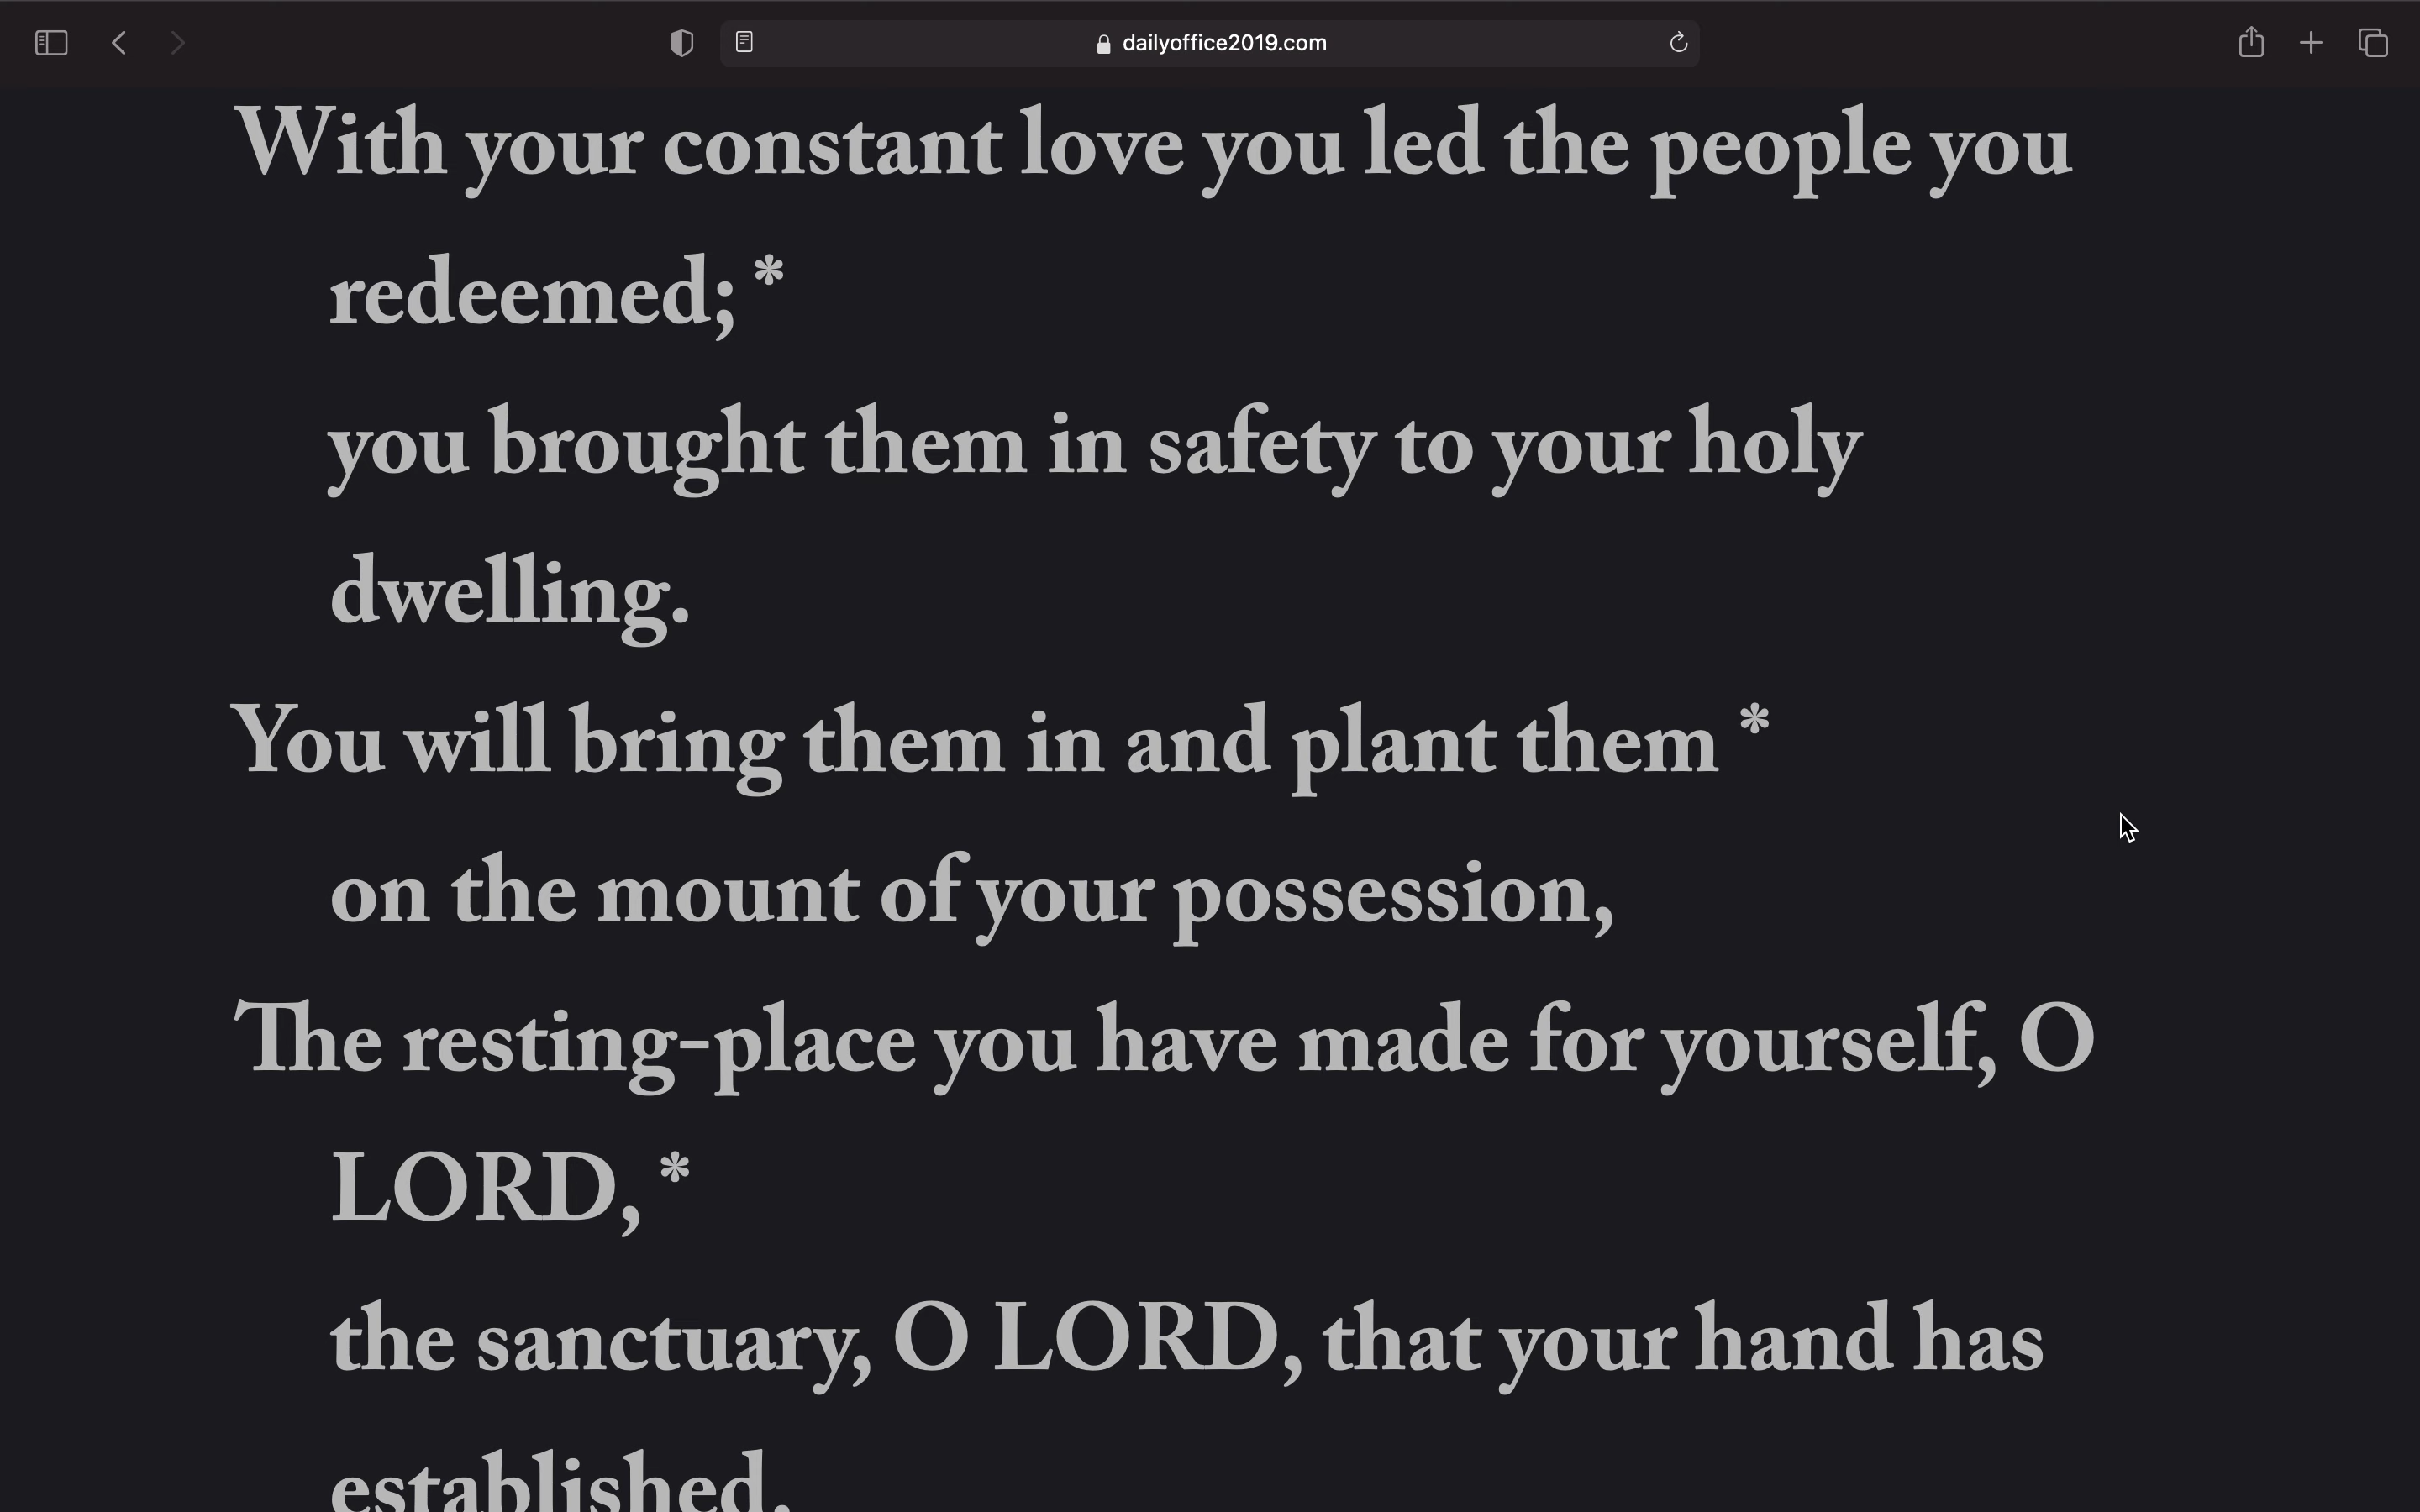 dailyoffice2019.com
With your constant love you led the people you
redeemed; *
you brought them in safety to your holy
dwelling.
You will bring them in and plant them *
on the mount of your possession,
The resting-place you have made for yourself, O
LORD, *
the sanctuary, O LORD, that your hand has
established.